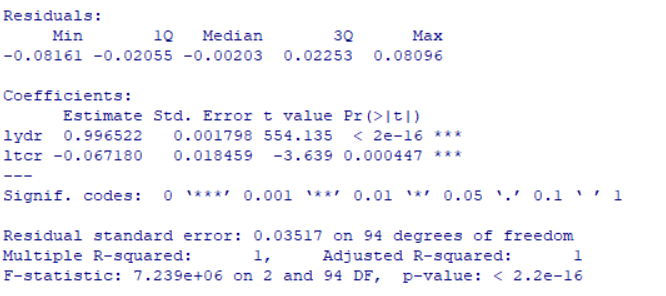 Residuals:
Min 1Q Median 3Q Max
-0.08161 -0.02055 -0.00203 0.02253 0.08096
Coefficients:
Estimate Std. Error t value Pr(>|t|)
lydr 0.996522 0.001798 554.135 < 2e-16 ***
ltcr -0.067180 0.018459 -3.639 0.000447 ***
---
Signif. codes: 0 ‘***’ 0.001 ‘**’ 0.01 ‘*’ 0.05 ‘.’ 0.1 ‘ ’ 1
Residual standard error: 0.03517 on 94 degrees of freedom
Multiple R-squared: 1, Adjusted R-squared: 1
F-statistic: 7.239e+06 on 2 and 94 DF, p-value: < 2.2e-16